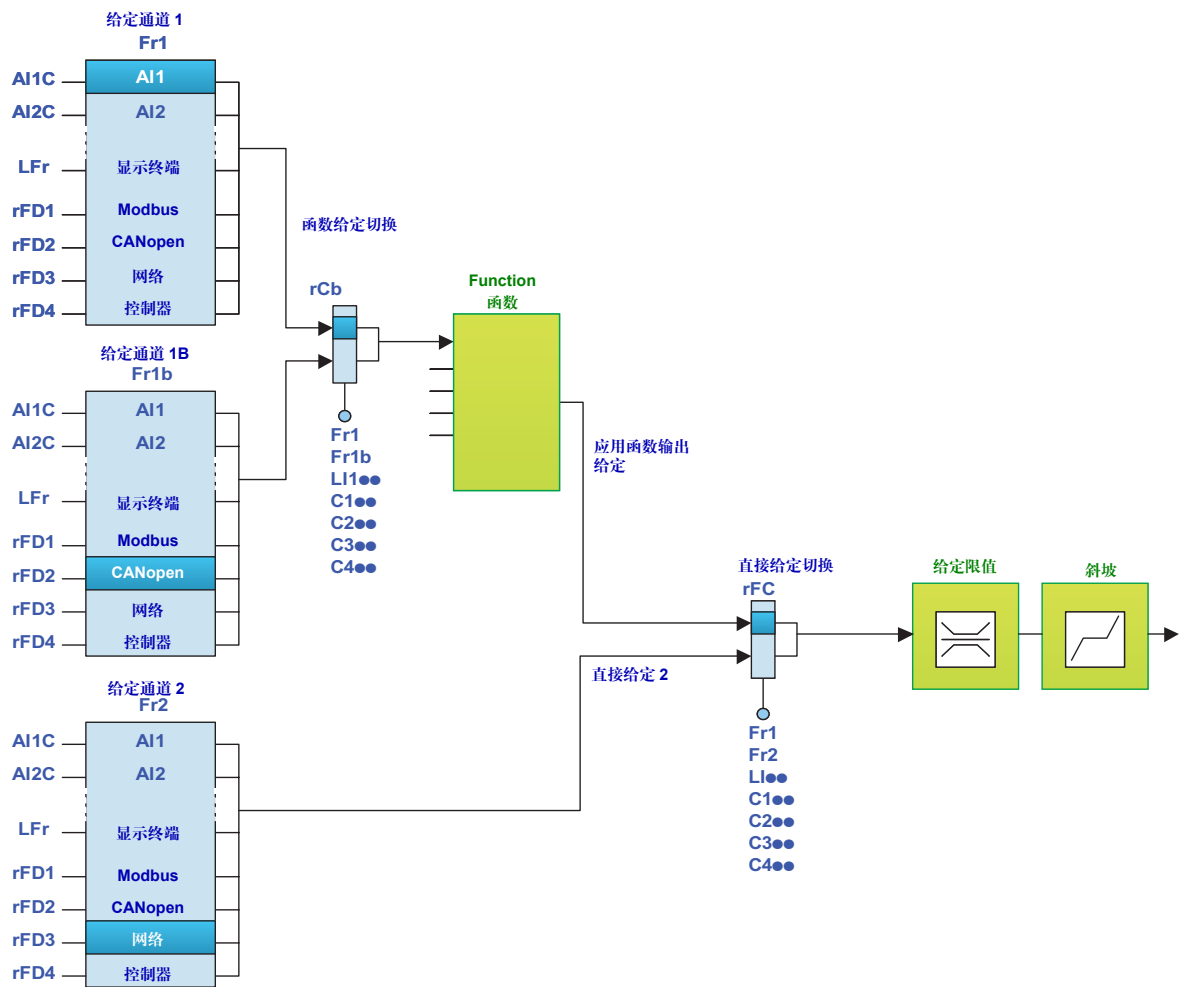 给定通道 1
Fr1
AI1C AI1
AI2C AI2
LFr 显示终端
rFD1 Modbus
rFD2 CANopen
rFD3 网络
rFD4 控制器
给定通道 1B
Fr1b
AI1C AI1
AI2C AI2
LFr 显示终端
rFD1 Modbus
rFD2 CANopen
rFD3 网络
rFD4 控制器
给定通道 2
Fr2
AI1C AI1
AI2C AI2
LFr 显示终端
rFD1 Modbus
rFD2 CANopen
rFD3 网络
rFD4 控制器
函数给定切换
rCb
Fr1
Fr1b
LI1●●
C1●●
C2●●
C3●●
C4●●
Function
函数
应用函数输出
给定
直接给定 2
直接给定切换
rFC
Fr1
Fr2
LI●●
C1●●
C2●●
C3●●
C4●●
给定限值
斜坡